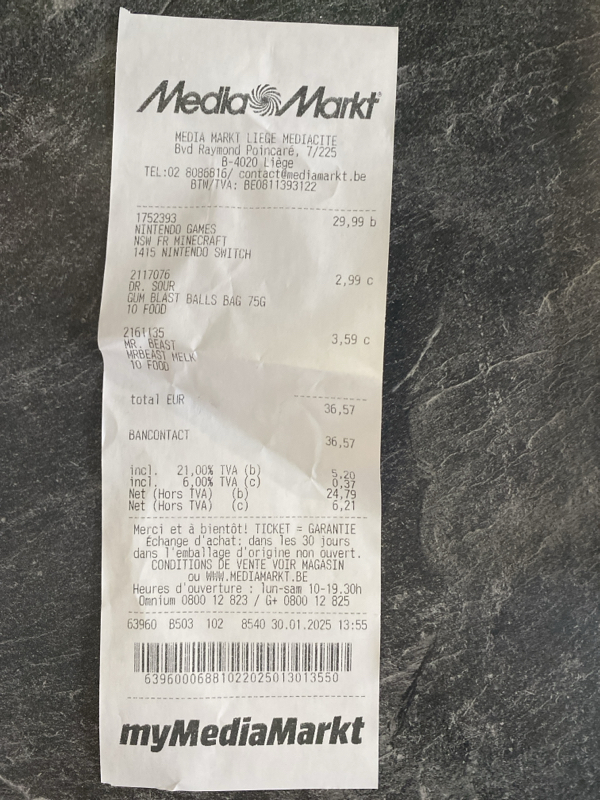 Media Markt
MEDIA MARKT LIEGE MEDIACITE
Bvd Raymond Poincaré, 7/225
B-4020 Liège
TEL:02 8086816/ contact@mediamarkt.be
BTW/TVA: BE0811393122
1752393 29,99 b
NINTENDO GAMES
NSW FR MINECRAFT
1415 NINTENDO SWITCH
2117076 2,99 c
DR. SOUR
GUM BLAST BALLS BAG 75G
10 FOOD
2161135 3,59 c
MR. BEAST
MRBEAST MELK
10 FOOD
total EUR 36,57
BANCONTACT 36,57
incl. 21,00% TVA (b) 5,20
incl. 6,00% TVA (c) 0,37
Net (Hors TVA) (b) 24,79
Net (Hors TVA) (c) 6,21
Merci et à bientôt! TICKET = GARANTIE
Échange d'achat: dans les 30 jours
dans l'emballage d'origine non ouvert.
CONDITIONS DE VENTE VOIR MAGASIN
ou WWW.MEDIAMARKT.BE
Heures d'ouverture : lun-sam 10-19.30h
Omnium 0800 12 823 / G+ 0800 12 825
63960 B503 102 8540 30.01.2025 13:55
63960006881022025013013550
myMediaMarkt